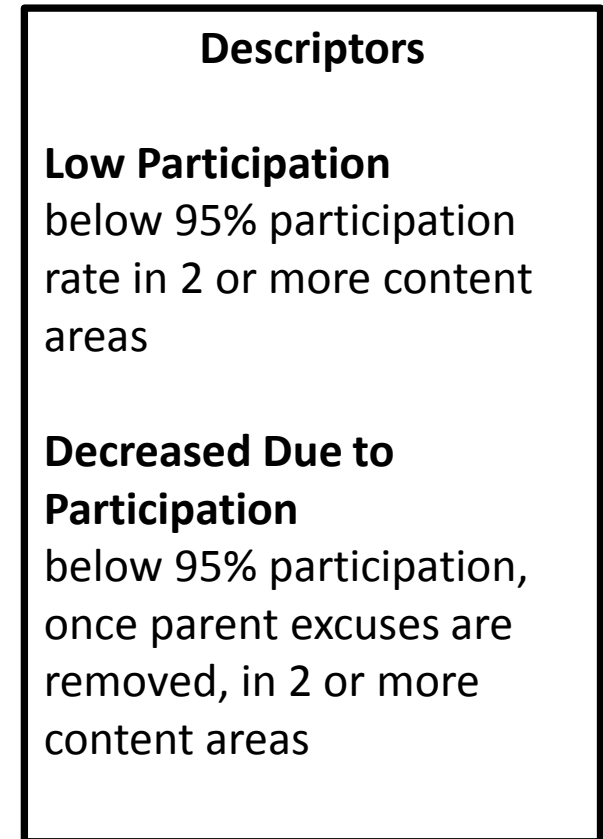 Descriptors
Low Participation
below 95% participation
rate in 2 or more content
areas
Decreased Due to
Participation
below 95% participation,
once parent excuses are
removed, in 2 or more
content areas